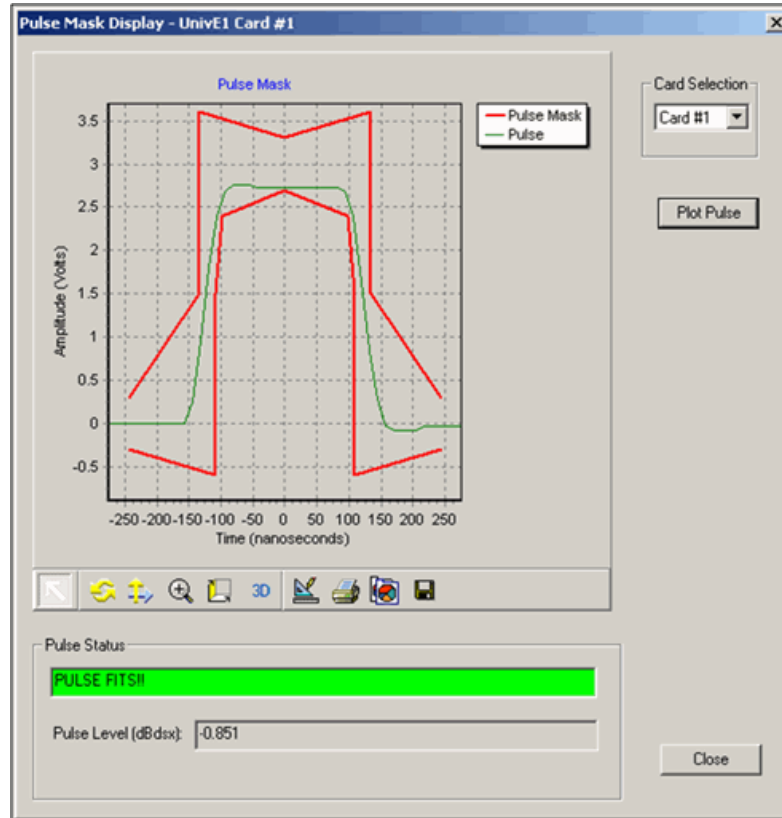 Pulse Mask Display - UnivE1 Card #1
Pulse Mask
Pulse Mask
Pulse
3.5
3
2.5
2
1.5
1
0.5
0
-0.5
Amplitude (Volts)
-250 -200 -150 -100 -50 0 50 100 150 200 250
Time (nanoseconds)
3D
Card Selection
Card #1
Plot Pulse
Pulse Status
PULSE FITS!!
Pulse Level (dBdsx): -0.851
Close